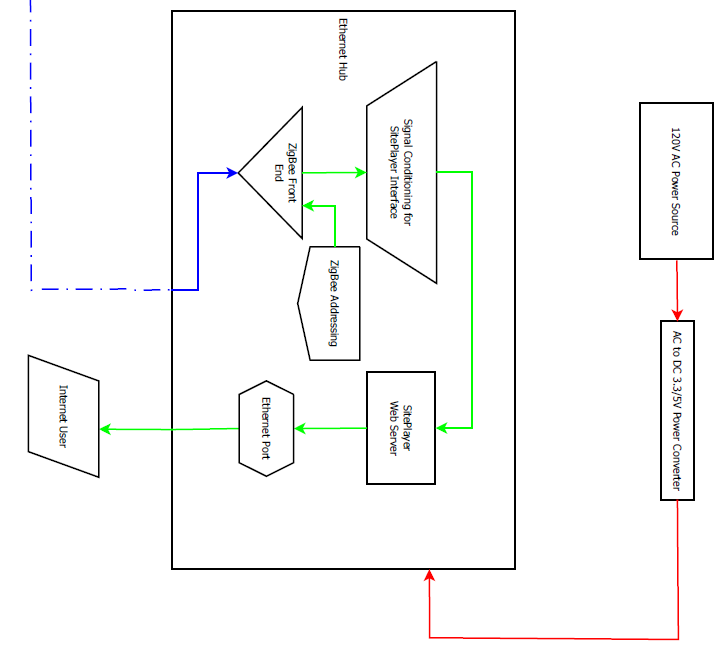 Ethernet Hub
ZigBee Front
End
Signal Conditioning for
SitePlayer Interface
ZigBee Addressing
SitePlayer
Web Server
Ethernet Port
Internet User
120V AC Power Source
AC to DC 3.3/5V Power Converter